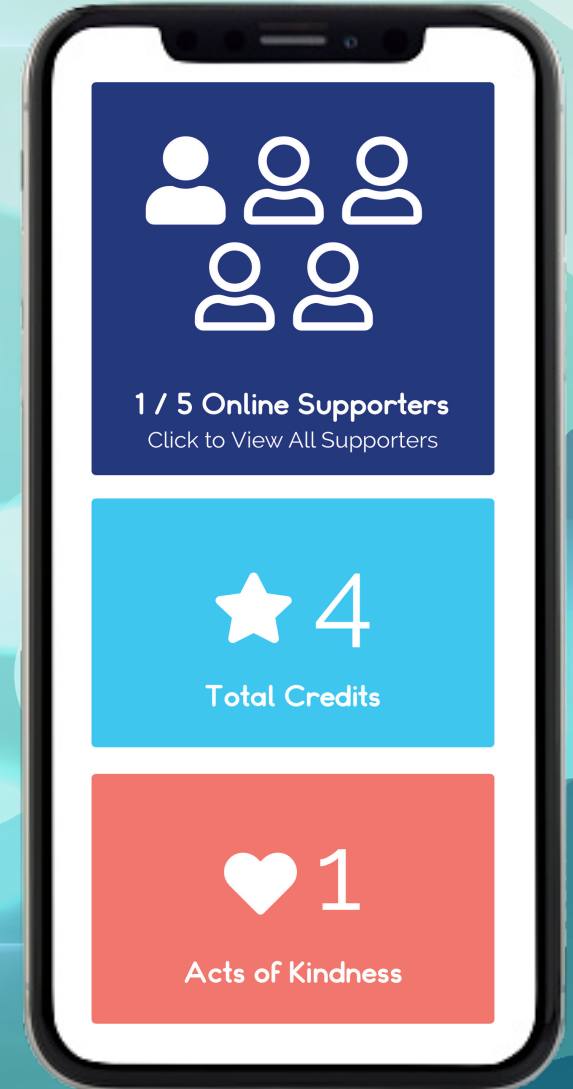 1 / 5 Online Supporters
Click to View All Supporters
4
Total Credits
1
Acts of Kindness